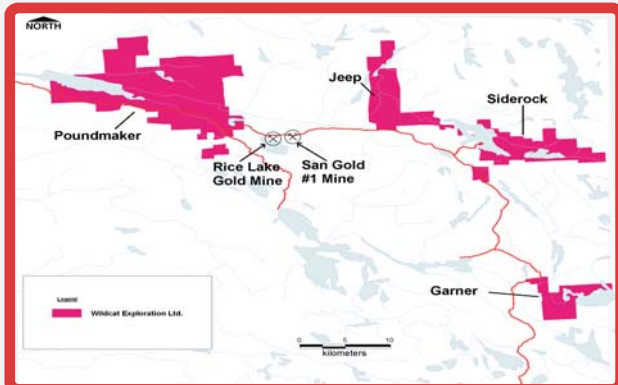 NORTH
Jeep
Siderock
Poundmaker
Rice Lake
Gold Mine
San Gold
#1 Mine
Garner
Legend
Wildcat Exploration Ltd.
0 5 10
kilometers